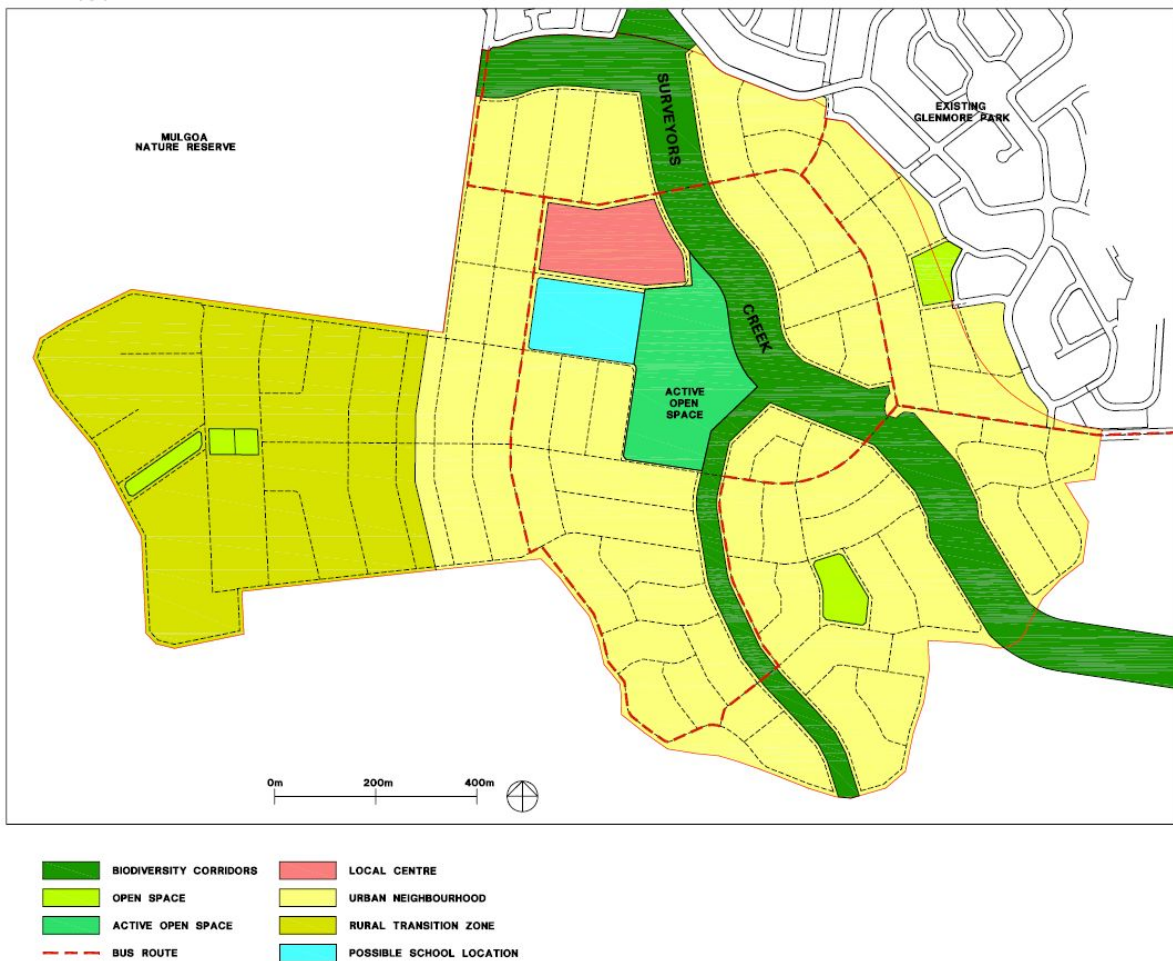 SURVEYORS
CREEK
MULGOA
NATURE RESERVE
EXISTING
GLENMORE PARK
ACTIVE
OPEN
SPACE
0m 200m 400m
BIODIVERSITY CORRIDORS
OPEN SPACE
ACTIVE OPEN SPACE
BUS ROUTE
LOCAL CENTRE
URBAN NEIGHBOURHOOD
RURAL TRANSITION ZONE
POSSIBLE SCHOOL LOCATION